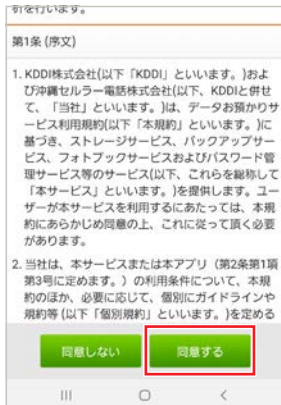 析を行います。
第1条 (序文)
1. KDDI株式会社(以下「KDDI」といいます。)およ
び沖縄セルラー電話株式会社(以下、KDDIと併せ
て、「当社」といいます。)は、データお預かりサ
ービス利用規約(以下「本規約」といいます。)に
基づき、ストレージサービス、バックアップサー
ビス、フォトブックサービスおよびパスワード管
理サービス等のサービス(以下、これらを総称して
「本サービス」といいます。)を提供します。ユー
ザーが本サービスを利用するにあたっては、本規
約にあらかじめ同意の上、これに従って頂く必要
があります。
2. 当社は、本サービスまたは本アプリ（第2条第1項
第3号に定めます。）の利用条件について、本規
約のほか、必要に応じて、個別にガイドラインや
規約等 (以下「個別規約」といいます。)を定める
同意しない
同意する